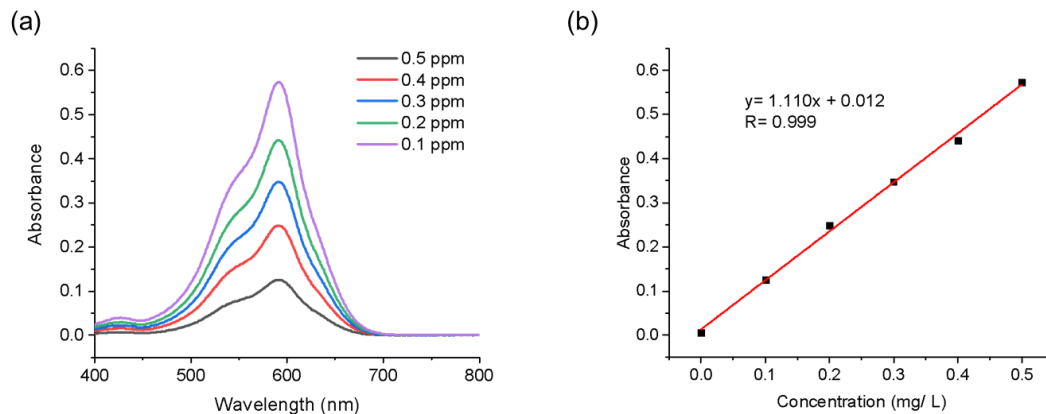 (a)
Absorbance
0.6
0.5
0.4
0.3
0.2
0.1
0.0
0.5 ppm
0.4 ppm
0.3 ppm
0.2 ppm
0.1 ppm
400
500
600
700
800
Wavelength (nm)
(b)
Absorbance
0.6
0.5
0.4
0.3
0.2
0.1
0.0
y= 1.110x + 0.012
R= 0.999
0.0
0.1
0.2
0.3
0.4
0.5
Concentration (mg/ L)